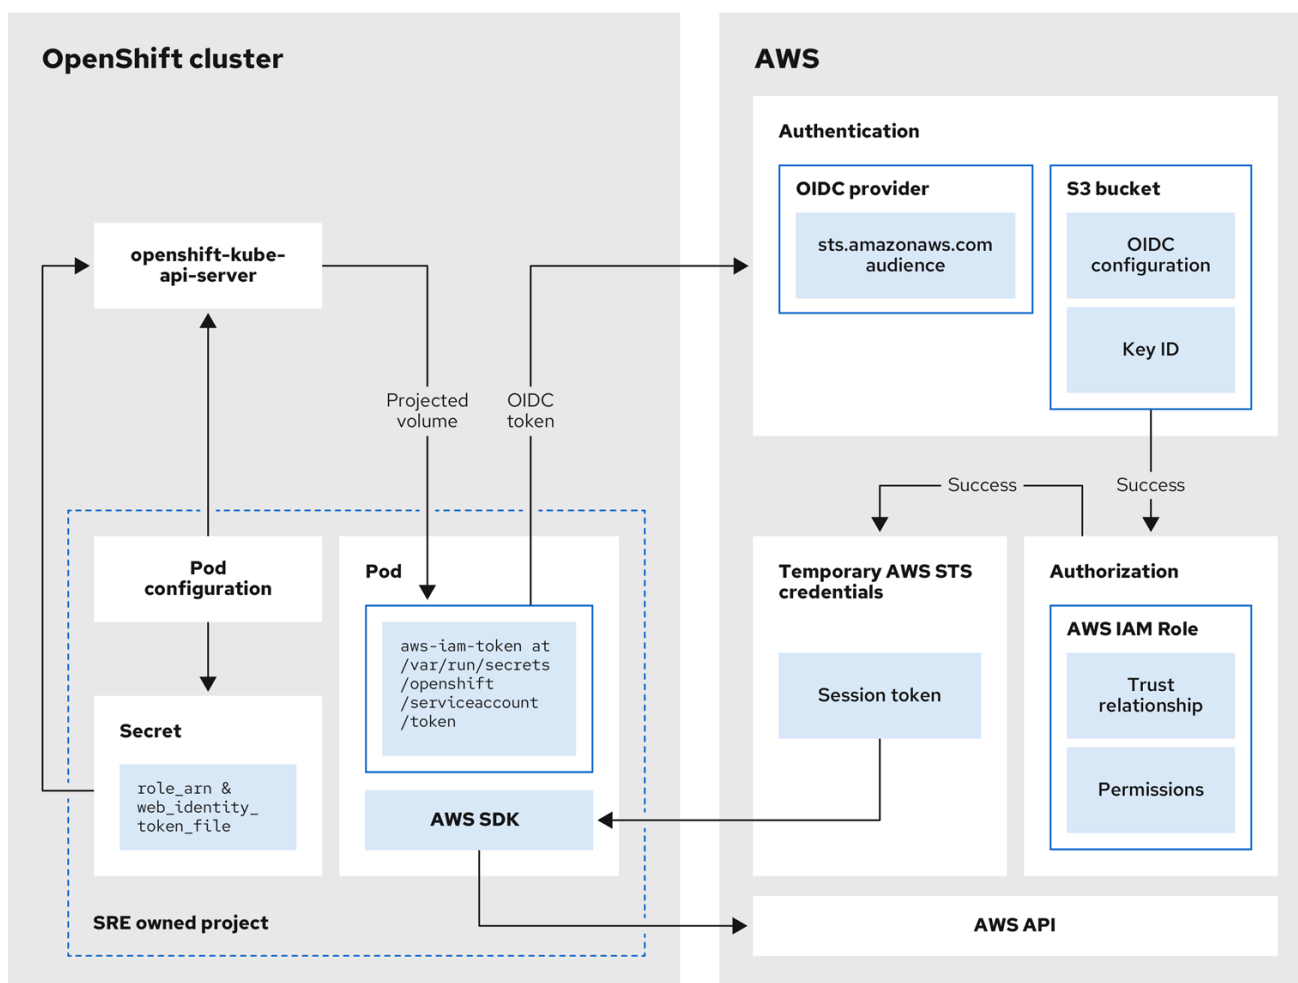 OpenShift cluster
openshift-kube-
api-server
Projected
volume
OIDC
token
Pod
configuration
Secret
role_arn &
web_identity_
token_file
Pod
aws-iam-token at
/var/run/secrets
/openshift
/serviceaccount
/token
AWS SDK
SRE owned project
AWS
Authentication
OIDC provider
sts.amazonaws.com
audience
S3 bucket
OIDC
configuration
Key ID
Success
Success
Temporary AWS STS
credentials
Session token
Authorization
AWS IAM Role
Trust
relationship
Permissions
AWS API